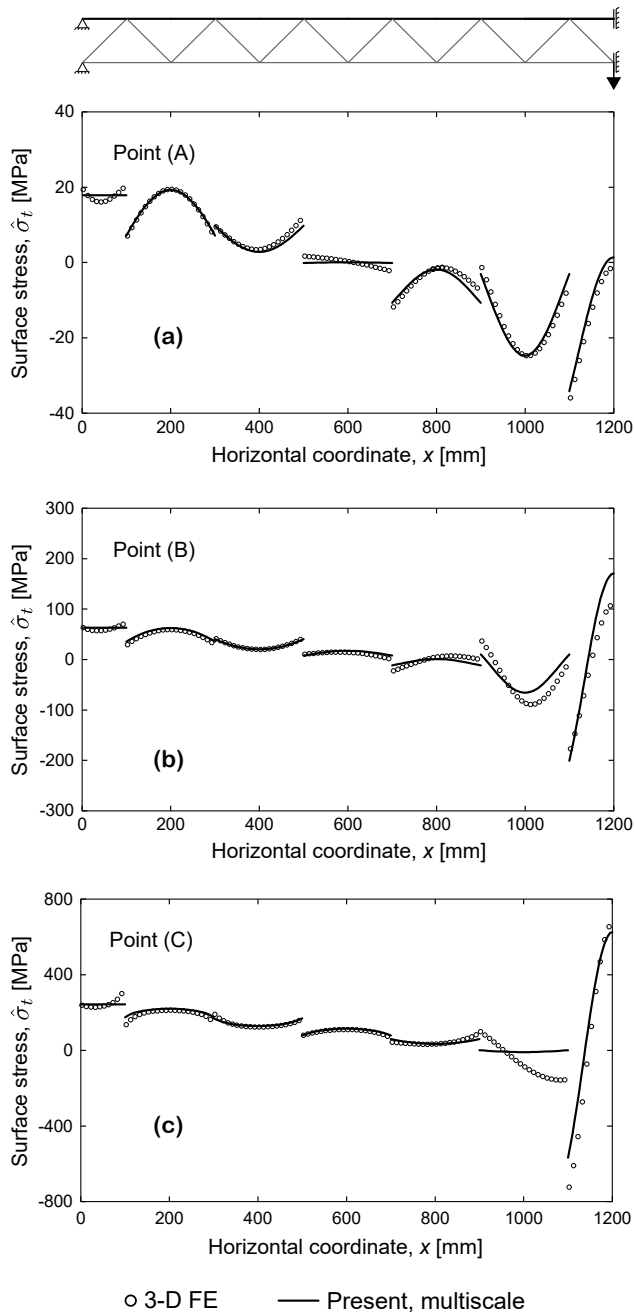 40
20
0
-20
-40
Surface stress, σ̂t [MPa]
Point (A)
(a)
0 200 400 600 800 1000 1200
Horizontal coordinate, x [mm]
300
200
100
0
-100
-200
-300
Surface stress, σ̂t [MPa]
Point (B)
(b)
0 200 400 600 800 1000 1200
Horizontal coordinate, x [mm]
800
400
0
-400
-800
Surface stress, σ̂t [MPa]
Point (C)
(c)
0 200 400 600 800 1000 1200
Horizontal coordinate, x [mm]
3-D FE Present, multiscale